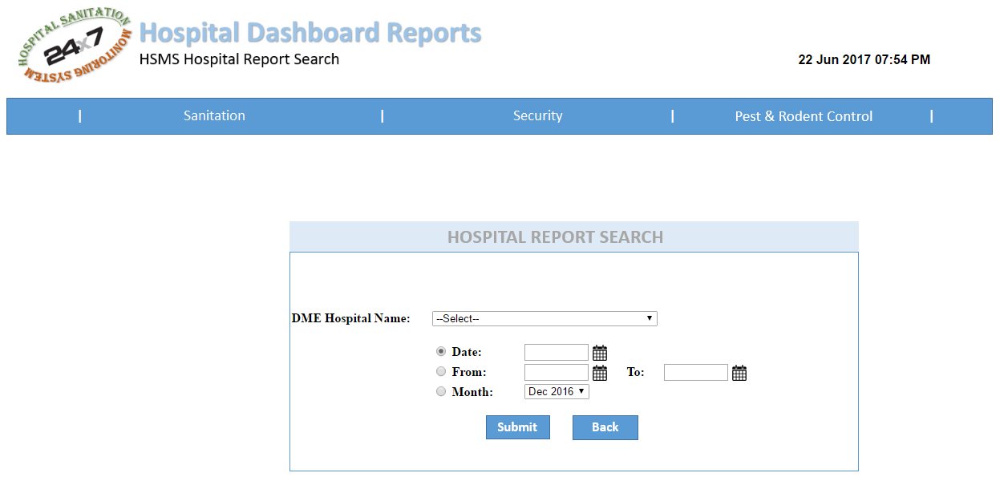 HOSPITAL SANITATION
24x7
MONITORING SYSTEM
Hospital Dashboard Reports
HSMS Hospital Report Search
22 Jun 2017 07:54 PM
| Sanitation | Security | Pest & Rodent Control |
HOSPITAL REPORT SEARCH
DME Hospital Name: --Select--
Date:
From: To:
Month: Dec 2016
Submit Back